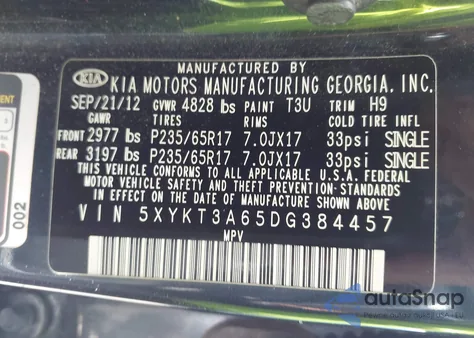 MANUFACTURED BY
KIA KIA MOTORS MANUFACTURING GEORGIA, INC.
SEP/21/12 GVWR 4828 lbs PAINT T3U TRIM H9
GAWR TIRES RIMS COLD TIRE INFL
FRONT 2977 lbs P235/65R17 7.0JX17 33psi SINGLE
REAR 3197 lbs P235/65R17 7.0JX17 33psi SINGLE
THIS VEHICLE CONFORMS TO ALL APPLICABLE U.S.A. FEDERAL
MOTOR VEHICLE SAFETY AND THEFT PREVENTION STANDARDS
IN EFFECT ON THE DATE OF MANUFACTURE SHOWN ABOVE.
VIN 5XYKT3A65DG384457
MPV
002
autoSnap